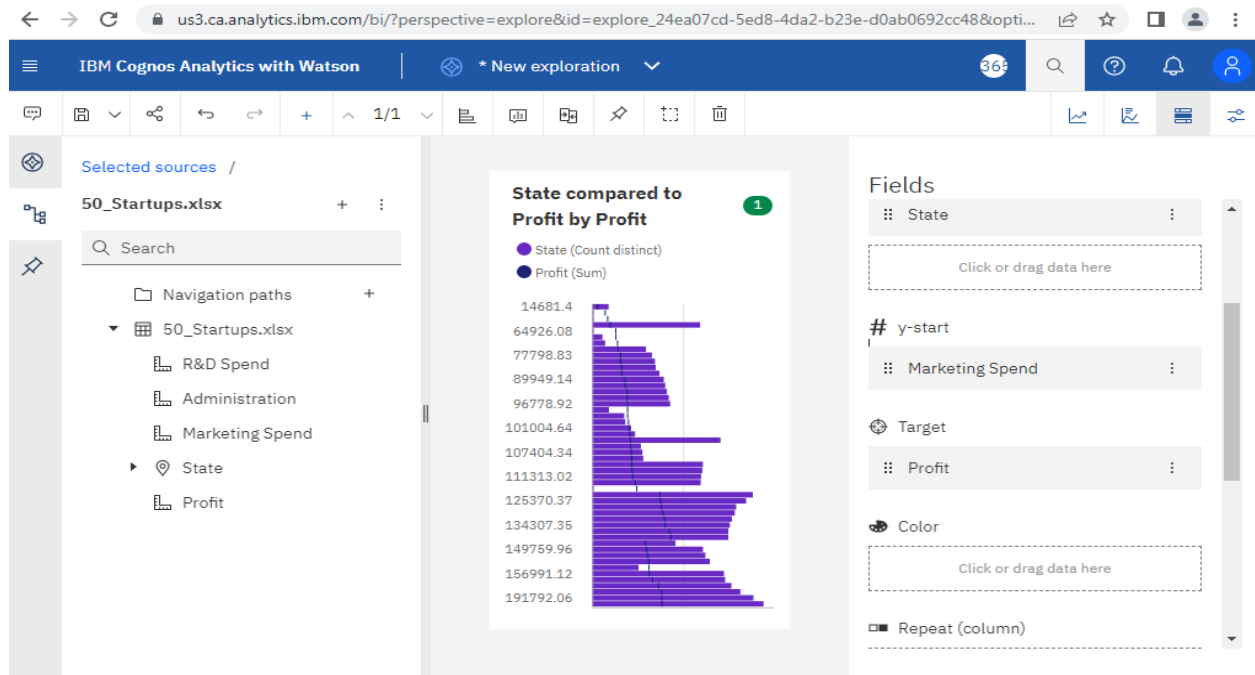 us3.ca.analytics.ibm.com/bi/?perspective=explore&id=explore_24ea07cd-5ed8-4da2-b23e-d0ab0692cc48&opti...
IBM Cognos Analytics with Watson
* New exploration
365
1/1
Selected sources /
50_Startups.xlsx
Search
Navigation paths
50_Startups.xlsx
R&D Spend
Administration
Marketing Spend
State
Profit
State compared to
Profit by Profit
1
State (Count distinct)
Profit (Sum)
14681.4
64926.08
77798.83
89949.14
96778.92
101004.64
107404.34
111313.02
125370.37
134307.35
149759.96
156991.12
191792.06
Fields
State
Click or drag data here
# y-start
Marketing Spend
Target
Profit
Color
Click or drag data here
Repeat (column)